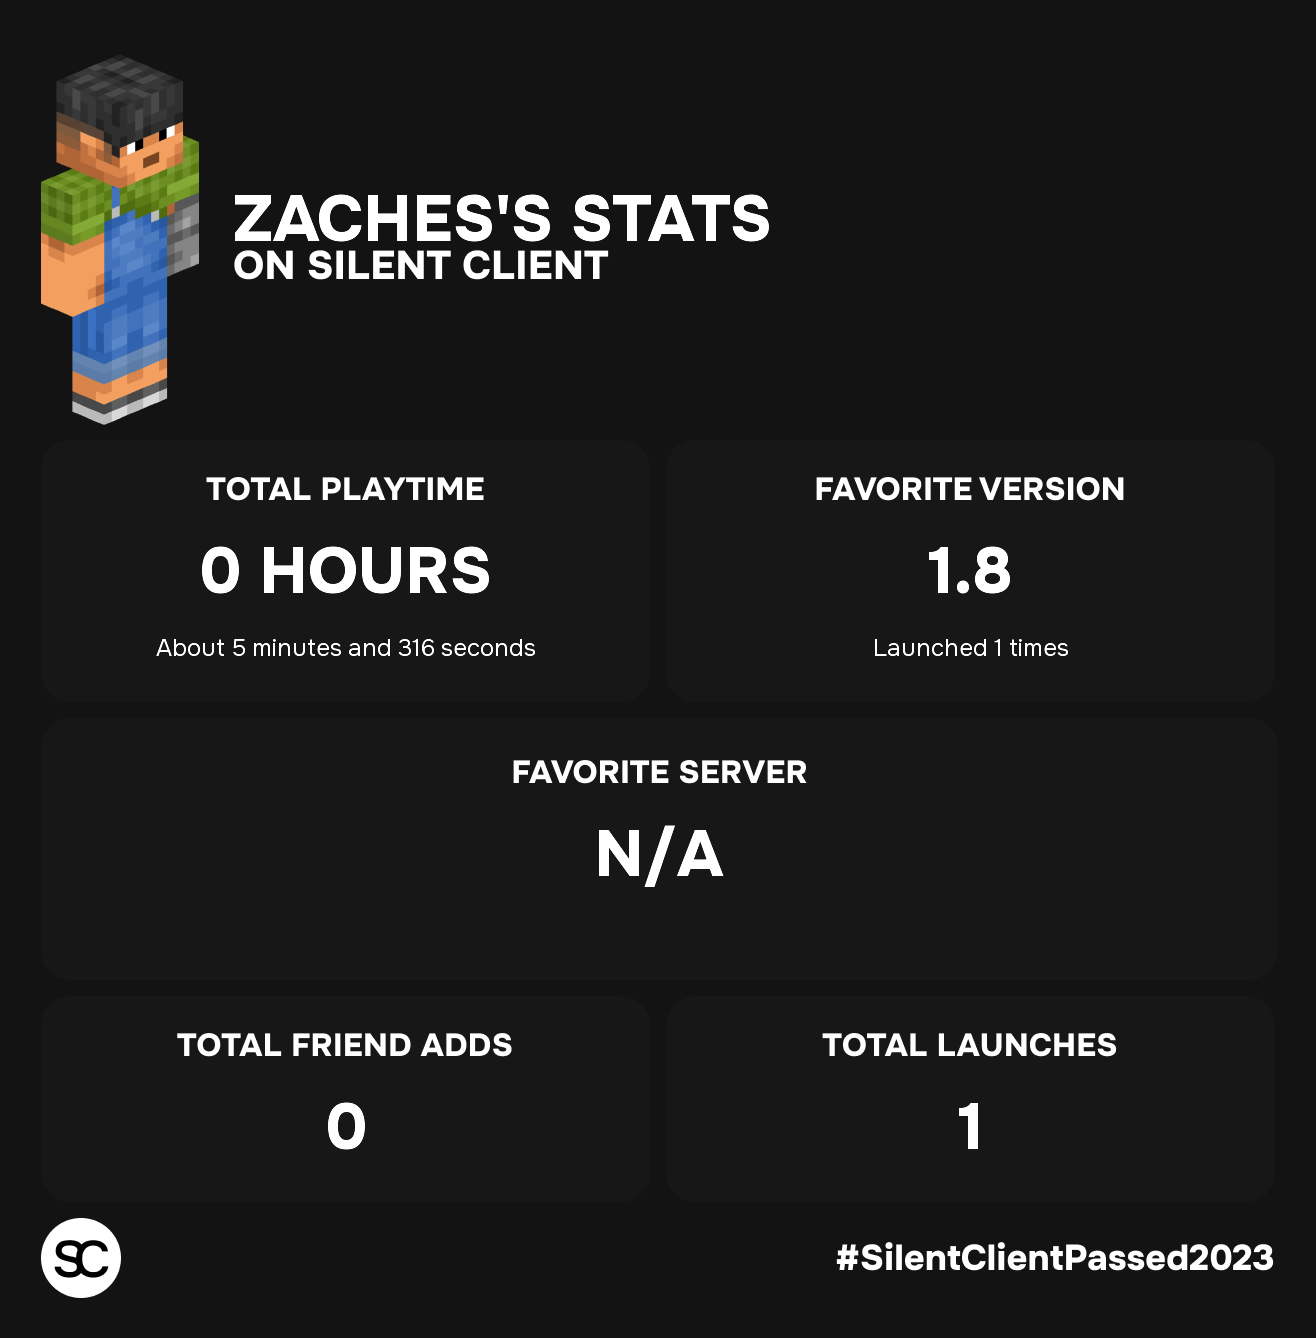 ZACHES'S STATS
ON SILENT CLIENT
TOTAL PLAYTIME
0 HOURS
About 5 minutes and 316 seconds
FAVORITE VERSION
1.8
Launched 1 times
FAVORITE SERVER
N/A
TOTAL FRIEND ADDS
0
TOTAL LAUNCHES
1
SC
#SilentClientPassed2023